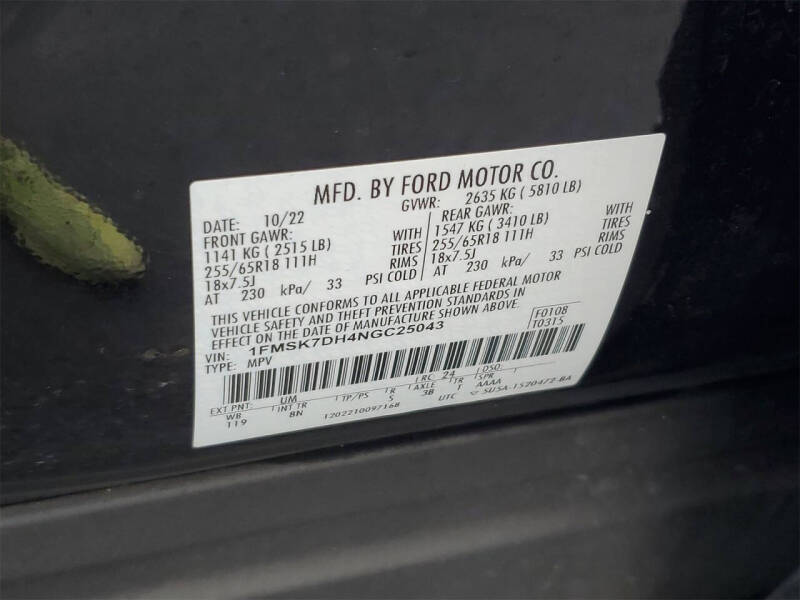 MFD. BY FORD MOTOR CO.
DATE: 10/22 GVWR: 2635 KG ( 5810 LB)
FRONT GAWR: REAR GAWR:
1141 KG ( 2515 LB) WITH 1547 KG ( 3410 LB) WITH
255/65R18 111H TIRES 255/65R18 111H TIRES
18x7.5J RIMS 18x7.5J RIMS
AT 230 kPa/ 33 PSI COLD AT 230 kPa/ 33 PSI COLD
THIS VEHICLE CONFORMS TO ALL APPLICABLE FEDERAL MOTOR
VEHICLE SAFETY AND THEFT PREVENTION STANDARDS IN
EFFECT ON THE DATE OF MANUFACTURE SHOWN ABOVE.
VIN: 1FMSK7DH4NGC25043 F0108
TYPE: MPV T0315
EXT PNT: UM RC: 24 DSO:
WB INT TR TP/PS R AXLE TR SPR
119 8N 5 3B T AAAA
1202210097168 UTC SU5A-1520472-BA